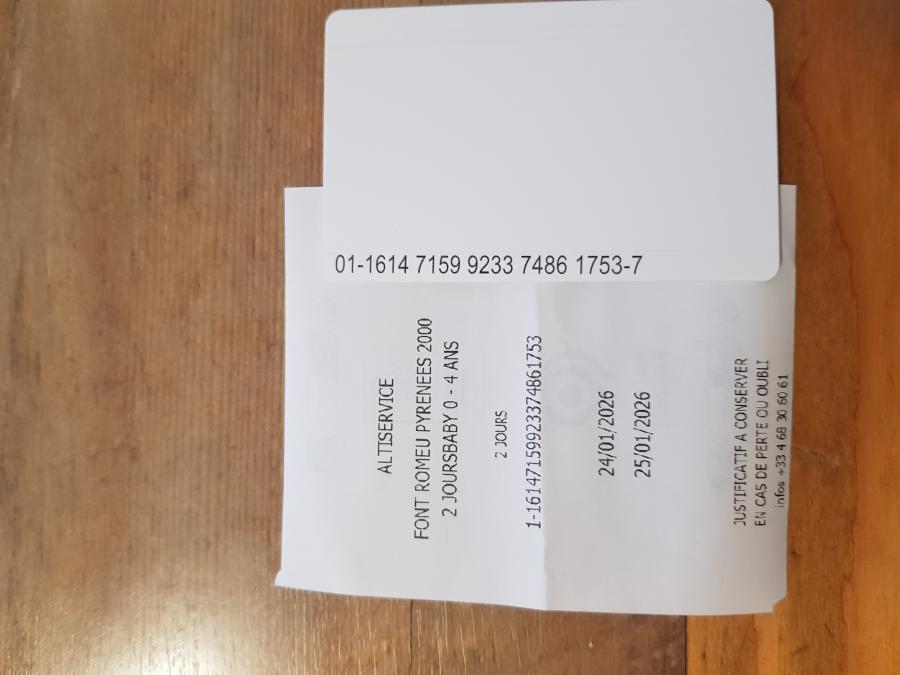 01-1614 7159 9233 7486 1753-7
ALTISERVICE
FONT ROMEU PYRENEES 2000
2 JOURSBABY 0 - 4 ANS
2 JOURS
1-16147159923374861753
24/01/2026
25/01/2026
JUSTIFICATIF A CONSERVER
EN CAS DE PERTE OU OUBLI
infos +33 4 68 30 60 61